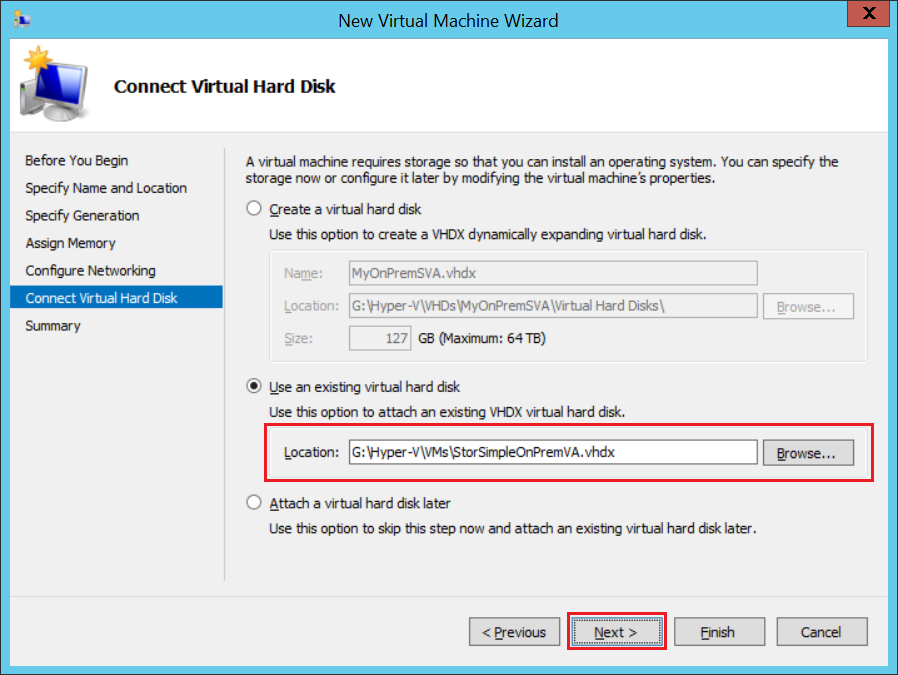 New Virtual Machine Wizard
X
Connect Virtual Hard Disk
Before You Begin
Specify Name and Location
Specify Generation
Assign Memory
Configure Networking
Connect Virtual Hard Disk
Summary
A virtual machine requires storage so that you can install an operating system. You can specify the
storage now or configure it later by modifying the virtual machine's properties.
Create a virtual hard disk
Use this option to create a VHDX dynamically expanding virtual hard disk.
Name: MyOnPremSVA.vhdx
Location: G:\Hyper-V\VHDs\MyOnPremSVA\Virtual Hard Disks\ Browse...
Size: 127 GB (Maximum: 64 TB)
Use an existing virtual hard disk
Use this option to attach an existing VHDX virtual hard disk.
Location: G:\Hyper-V\VMs\StorSimpleOnPremVA.vhdx Browse...
Attach a virtual hard disk later
Use this option to skip this step now and attach an existing virtual hard disk later.
< Previous Next > Finish Cancel